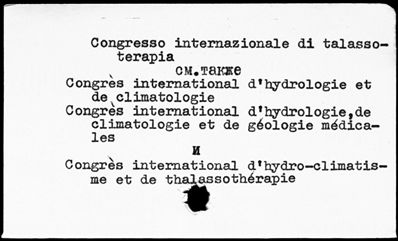 Congresso internazionale di talasso-
terapia
см.также
Congrès international d'hydrologie et
de climatologie
Congrès international d'hydrologie,de
climatologie et de géologie médica-
les
и
Congrès international d'hydro-climatis-
me et de thalassothérapie